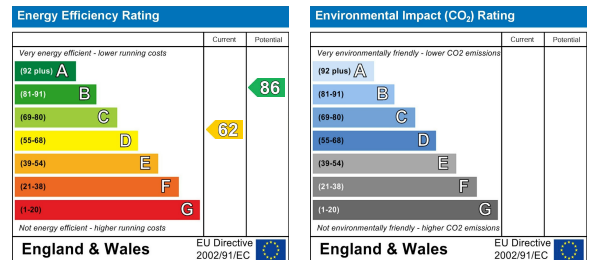 Energy Efficiency Rating
Current Potential
Very energy efficient - lower running costs
(92 plus) A
(81-91) B
(69-80) C
(55-68) D
(39-54) E
(21-38) F
(1-20) G
62
86
Not energy efficient - higher running costs
England & Wales
EU Directive
2002/91/EC
Environmental Impact (CO2) Rating
Current Potential
Very environmentally friendly - lower CO2 emissions
(92 plus) A
(81-91) B
(69-80) C
(55-68) D
(39-54) E
(21-38) F
(1-20) G
Not environmentally friendly - higher CO2 emissions
England & Wales
EU Directive
2002/91/EC